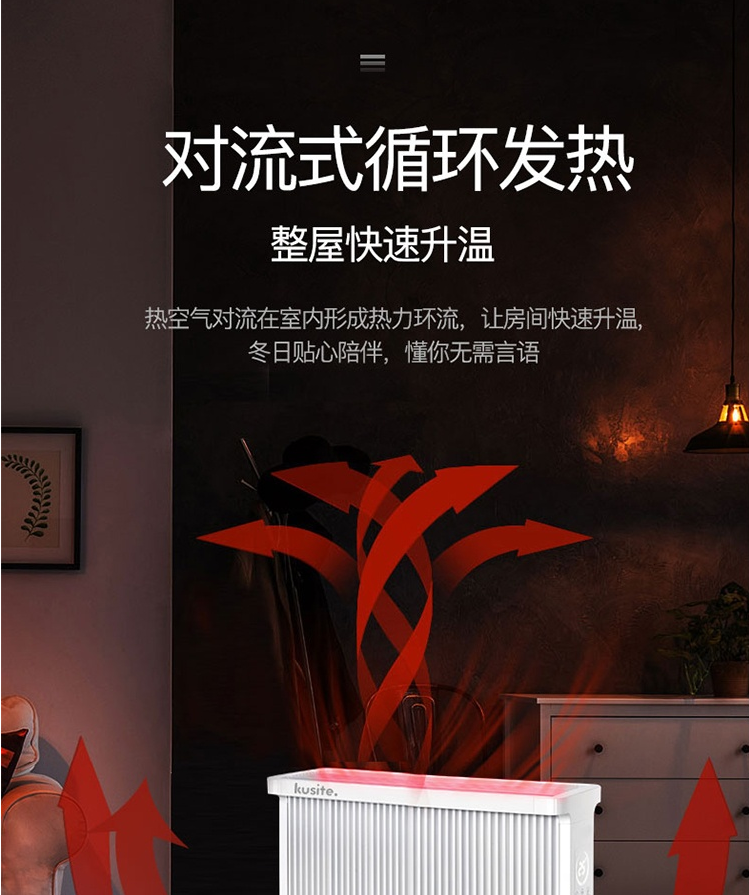 对流式循环发热
整屋快速升温
热空气对流在室内形成热力环流，让房间快速升温，
冬日贴心陪伴，懂你无需言语
kusite.